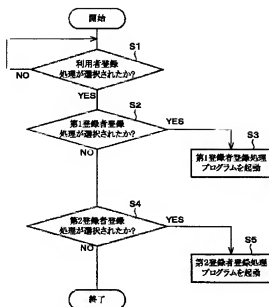 開始
S1
利用者登録
処理が選択されたか?
NO
YES
S2
第1登録者登録
処理が選択されたか?
YES
NO
S3
第1登録者登録処理
プログラムを起動
S4
第2登録者登録
処理が選択されたか?
YES
NO
S5
第2登録者登録処理
プログラムを起動
終了